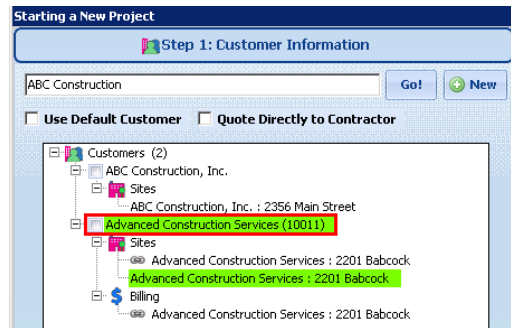 Starting a New Project
Step 1: Customer Information
ABC Construction Go! New
Use Default Customer Quote Directly to Contractor
Customers (2)
ABC Construction, Inc.
Sites
ABC Construction, Inc. : 2356 Main Street
Advanced Construction Services (10011)
Sites
Advanced Construction Services : 2201 Babcock
Advanced Construction Services : 2201 Babcock
Billing
Advanced Construction Services : 2201 Babcock